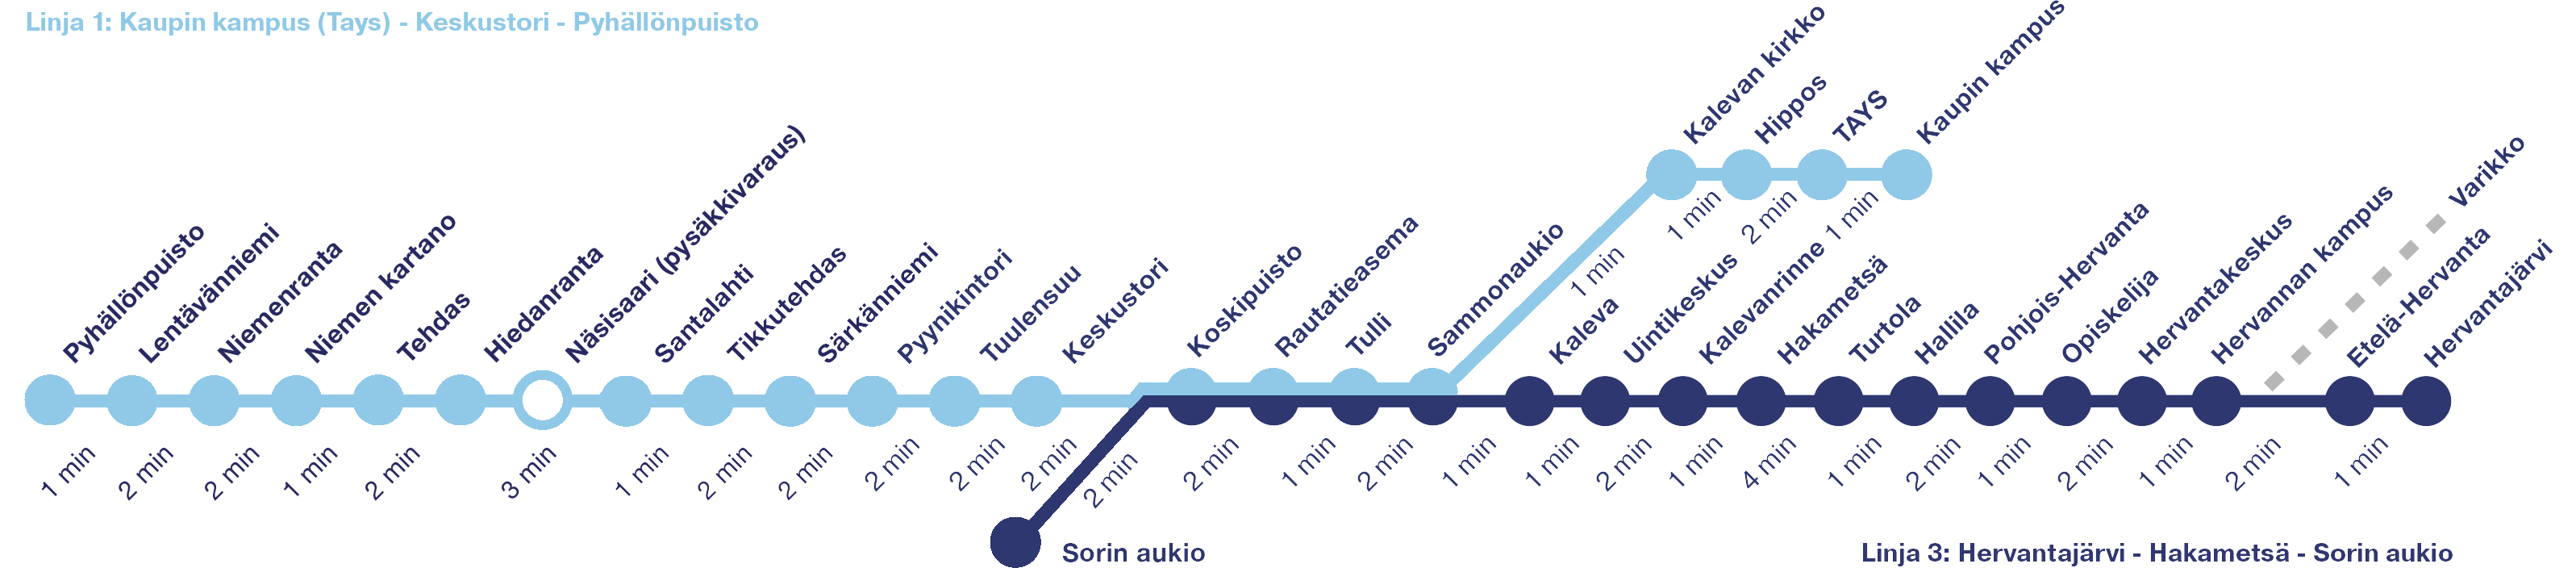 Linja 1: Kaupin kampus (Tays) - Keskustori - Pyhällönpuisto
Pyhällönpuisto
Lentävänniemi
Niemenranta
Niemen kartano
Tehdas
Hiedanranta
Näsisaari (pysäkkivaraus)
Santalahti
Tikkutehdas
Särkänniemi
Pyynikintori
Tuulensuu
Keskustori
Koskipuisto
Rautatieasema
Tulli
Sammonaukio
Kalevan kirkko
Hippos
TAYS
Kaupin kampus
1 min
1 min
2 min
1 min
Kaleva
Uintikeskus
Kalevanrinne
Hakametsä
Turtola
Hallila
Pohjois-Hervanta
Opiskelija
Hervantakeskus
Hervannan kampus
Varikko
Etelä-Hervanta
Hervantajärvi
1 min
2 min
2 min
1 min
2 min
3 min
1 min
2 min
2 min
2 min
2 min
2 min
2 min
2 min
1 min
2 min
1 min
1 min
2 min
1 min
4 min
1 min
2 min
1 min
2 min
1 min
2 min
1 min
Sorin aukio
Linja 3: Hervantajärvi - Hakametsä - Sorin aukio